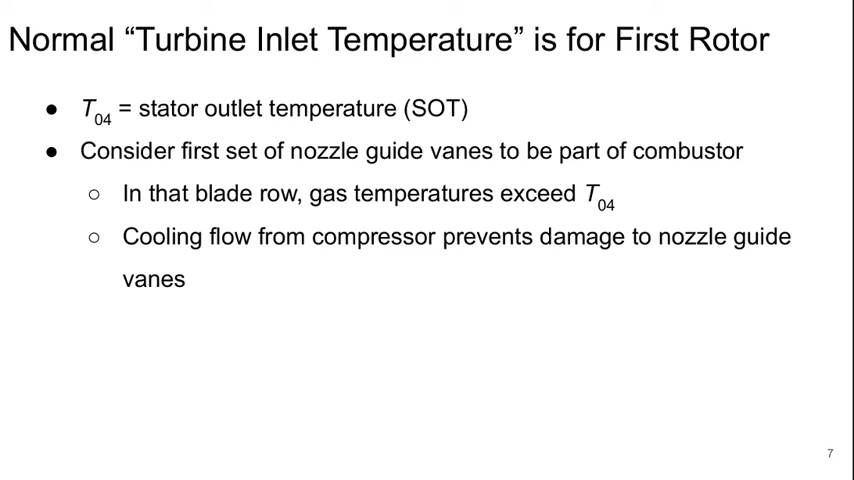 Normal “Turbine Inlet Temperature” is for First Rotor
● T04 = stator outlet temperature (SOT)
● Consider first set of nozzle guide vanes to be part of combustor
○ In that blade row, gas temperatures exceed T04
○ Cooling flow from compressor prevents damage to nozzle guide
vanes
7